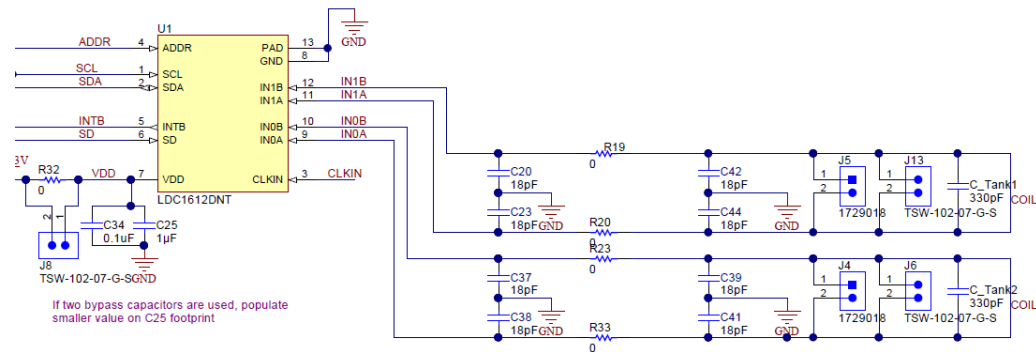 U1
ADDR 4 ADDR PAD 13
GND 8 GND
SCL 1 SCL
SDA 2 SDA IN1B 12 IN1B
IN1A 11 IN1A
INTB 5 INTB IN0B 10 IN0B
SD 6 SD IN0A 9 IN0A
3V R32 0 VDD 7 VDD CLKIN 3 CLKIN
LDC1612DNT
R19
0
C20
18pF
C23
18pF
GND
R20
0
C42
18pF
C44
18pF
GND
J5
1
2
1729018
J13
1
2
TSW-102-07-G-S
C_Tank1
330pF
COIL
R23
0
C37
18pF
C38
18pF
GND
R33
0
C39
18pF
C41
18pF
GND
J4
1
2
1729018
J6
1
2
TSW-102-07-G-S
C_Tank2
330pF
COIL
2 1
C34
0.1uF
C25
1µF
J8
TSW-102-07-G-S
GND
If two bypass capacitors are used, populate
smaller value on C25 footprint